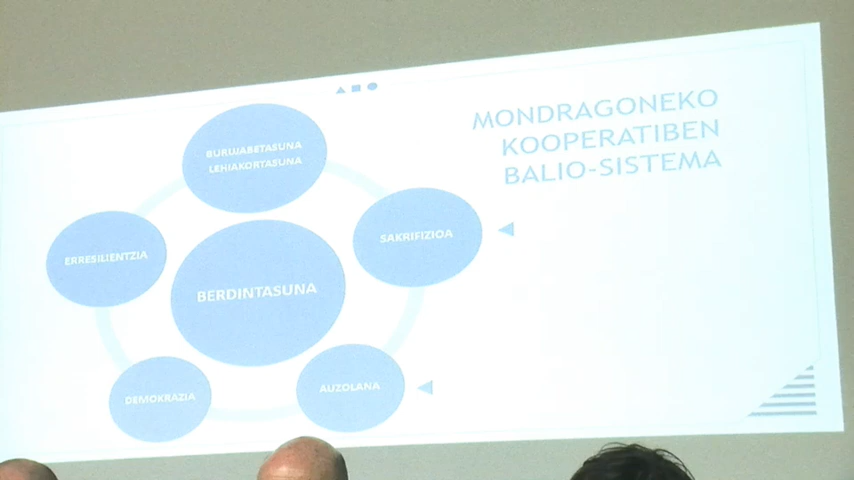 MONDRAGONEKO
KOOPERATIBEN
BALIO-SISTEMA
BURUJABETASUNA
LEHIAKORTASUNA
SAKRIFIZIOA
ERRESILIENTZIA
BERDINTASUNA
AUZOLANA
DEMOKRAZIA